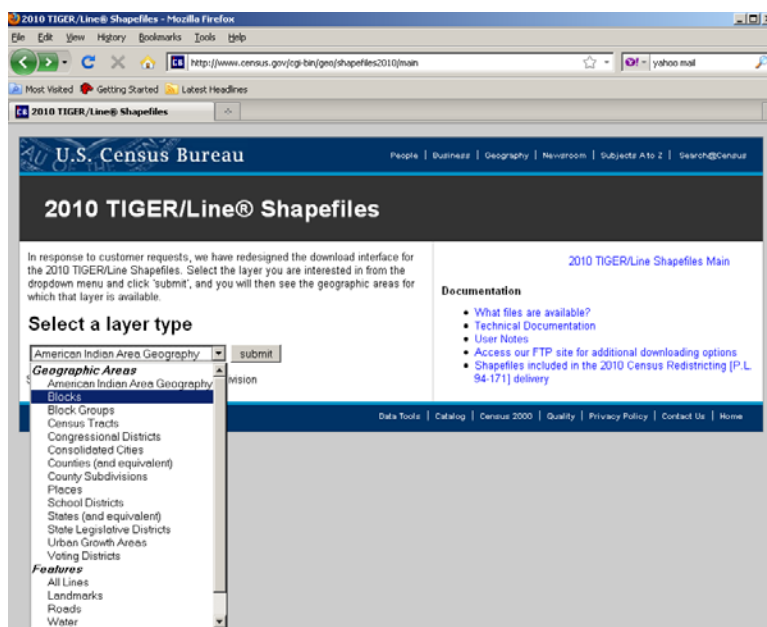 2010 TIGER/Line® Shapefiles - Mozilla Firefox
File Edit View History Bookmarks Tools Help
http://www.census.gov/cgi-bin/geo/shapefiles2010/main
yahoo mail
Most Visited Getting Started Latest Headlines
2010 TIGER/Line® Shapefiles
U.S. Census Bureau
People | Business | Geography | Newsroom | Subjects A to Z | Search@Census
2010 TIGER/Line® Shapefiles
In response to customer requests, we have redesigned the download interface for
the 2010 TIGER/Line Shapefiles. Select the layer you are interested in from the
dropdown menu and click 'submit', and you will then see the geographic areas for
which that layer is available.
Select a layer type
American Indian Area Geography submit
Geographic Areas
American Indian Area Geography
Blocks
Block Groups
Census Tracts
Congressional Districts
Consolidated Cities
Counties (and equivalent)
County Subdivisions
Places
School Districts
States (and equivalent)
State Legislative Districts
Urban Growth Areas
Voting Districts
Features
All Lines
Landmarks
Roads
Water
vision
2010 TIGER/Line Shapefiles Main
Documentation
What files are available?
Technical Documentation
User Notes
Access our FTP site for additional downloading options
Shapefiles included in the 2010 Census Redistricting [P.L.
94-171] delivery
Data Tools | Catalog | Census 2000 | Quality | Privacy Policy | Contact Us | Home